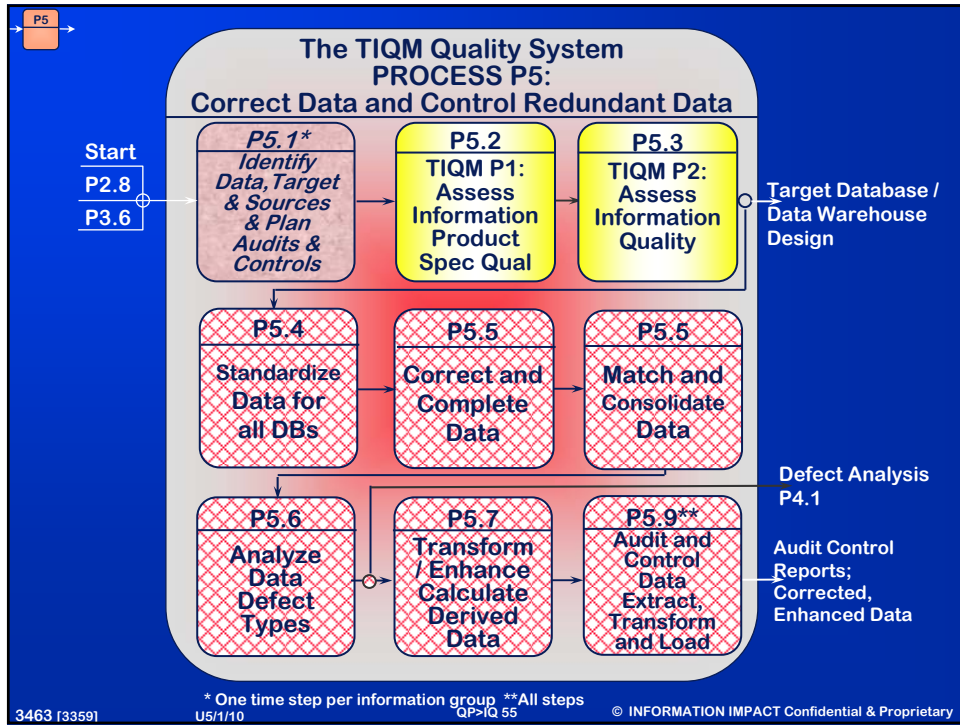 P5
The TIQM Quality System
PROCESS P5:
Correct Data and Control Redundant Data
Start
P2.8
P3.6
P5.1*
Identify
Data,Target
& Sources
& Plan
Audits &
Controls
P5.2
TIQM P1:
Assess
Information
Product
Spec Qual
P5.3
TIQM P2:
Assess
Information
Quality
Target Database /
Data Warehouse
Design
P5.4
Standardize
Data for
all DBs
P5.5
Correct and
Complete
Data
P5.5
Match and
Consolidate
Data
Defect Analysis
P4.1
P5.6
Analyze
Data
Defect
Types
P5.7
Transform
/ Enhance
Calculate
Derived
Data
P5.9**
Audit and
Control
Data
Extract,
Transform
and Load
Audit Control
Reports;
Corrected,
Enhanced Data
* One time step per information group **All steps
3463 [3359]
U5/1/10
QP>IQ 55
© INFORMATION IMPACT Confidential & Proprietary